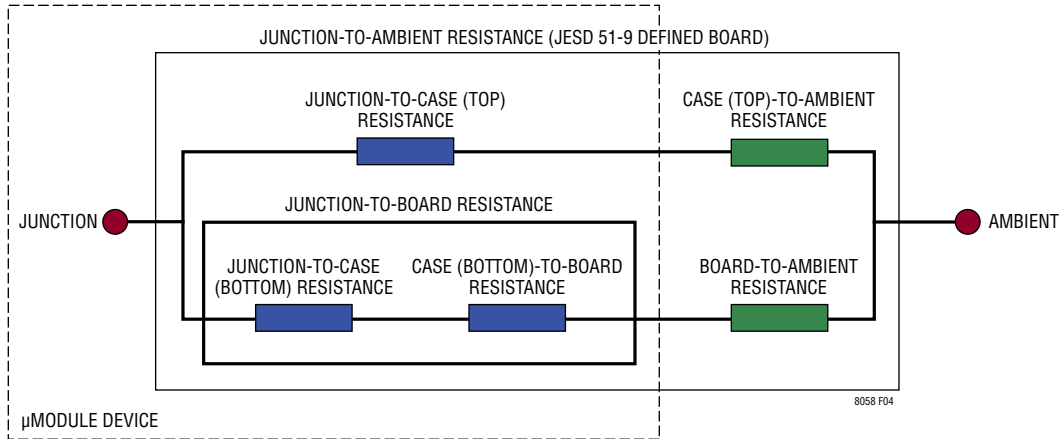 JUNCTION-TO-AMBIENT RESISTANCE (JESD 51-9 DEFINED BOARD)
JUNCTION-TO-CASE (TOP)
RESISTANCE
CASE (TOP)-TO-AMBIENT
RESISTANCE
JUNCTION-TO-BOARD RESISTANCE
JUNCTION
AMBIENT
JUNCTION-TO-CASE
(BOTTOM) RESISTANCE
CASE (BOTTOM)-TO-BOARD
RESISTANCE
BOARD-TO-AMBIENT
RESISTANCE
8058 F04
µMODULE DEVICE